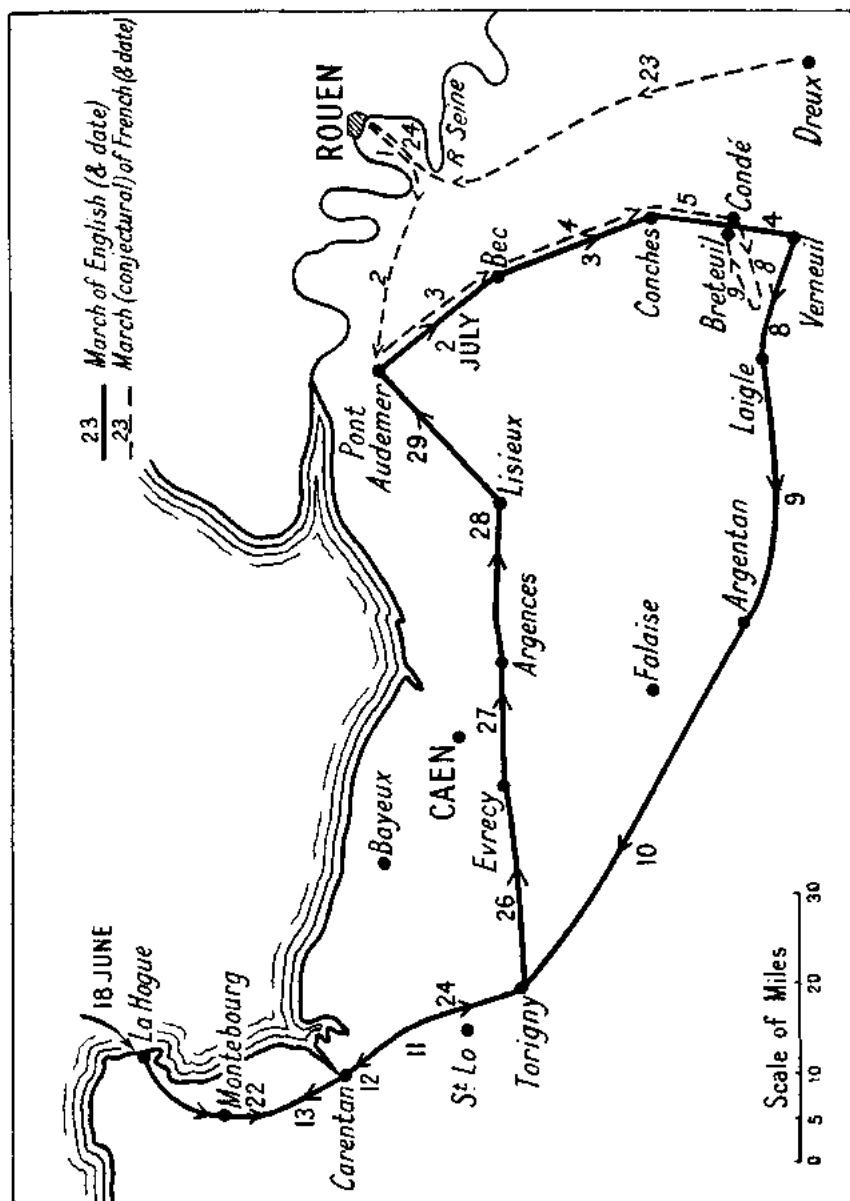 23 March of English (& date)
23 March (conjectural) of French (& date)
18 JUNE
La Hogue
Montebourg
22
13
Carentan
12
11
24
St Lo
Torigny
26
Bayeux
CAEN
Evrecy
27
Argences
28
Lisieux
29
Pont
Audemer
2
JULY
3
2
Bec
3
4
ROUEN
1
24
R Seine
23
Dreux
Conches
5
Condé
Breteuil
4
9
8
Verneuil
8
Laigle
9
Argentan
Falaise
10
Scale of Miles
0 5 10 20 30